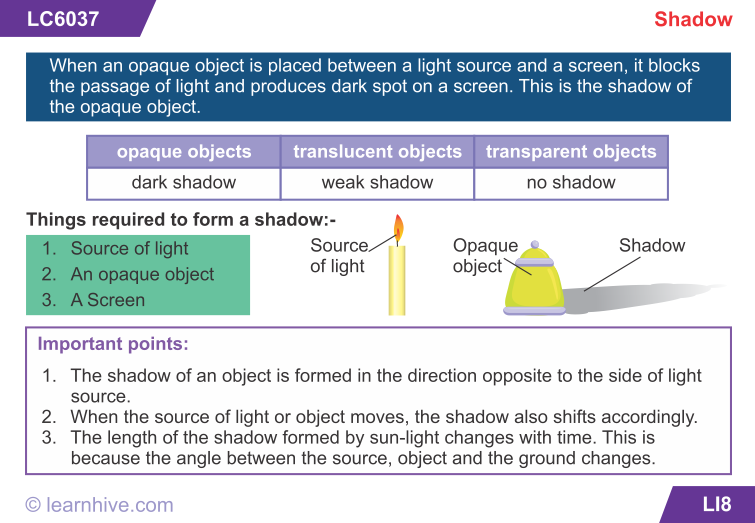 LC6037
Shadow
When an opaque object is placed between a light source and a screen, it blocks
the passage of light and produces dark spot on a screen. This is the shadow of
the opaque object.
opaque objects translucent objects transparent objects
dark shadow weak shadow no shadow
Things required to form a shadow:-
1. Source of light
2. An opaque object
3. A Screen
Source
of light
Opaque
object
Shadow
Important points:
1. The shadow of an object is formed in the direction opposite to the side of light
source.
2. When the source of light or object moves, the shadow also shifts accordingly.
3. The length of the shadow formed by sun-light changes with time. This is
because the angle between the source, object and the ground changes.
© learnhive.com
LI8